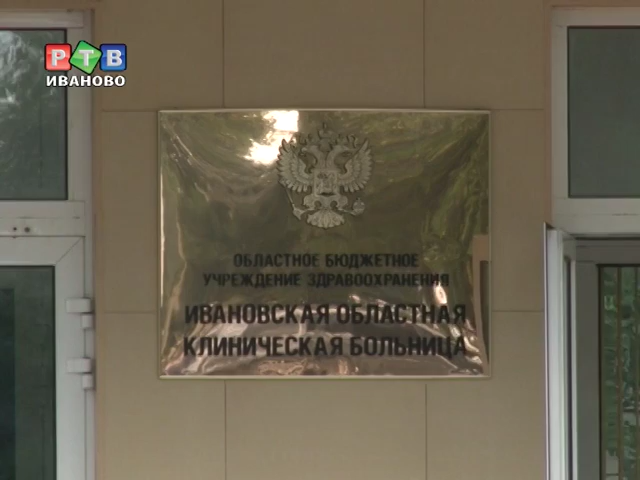 РТВ
ИВАНОВО
ОБЛАСТНОЕ БЮДЖЕТНОЕ
УЧРЕЖДЕНИЕ ЗДРАВООХРАНЕНИЯ
ИВАНОВСКАЯ ОБЛАСТНАЯ
КЛИНИЧЕСКАЯ БОЛЬНИЦА